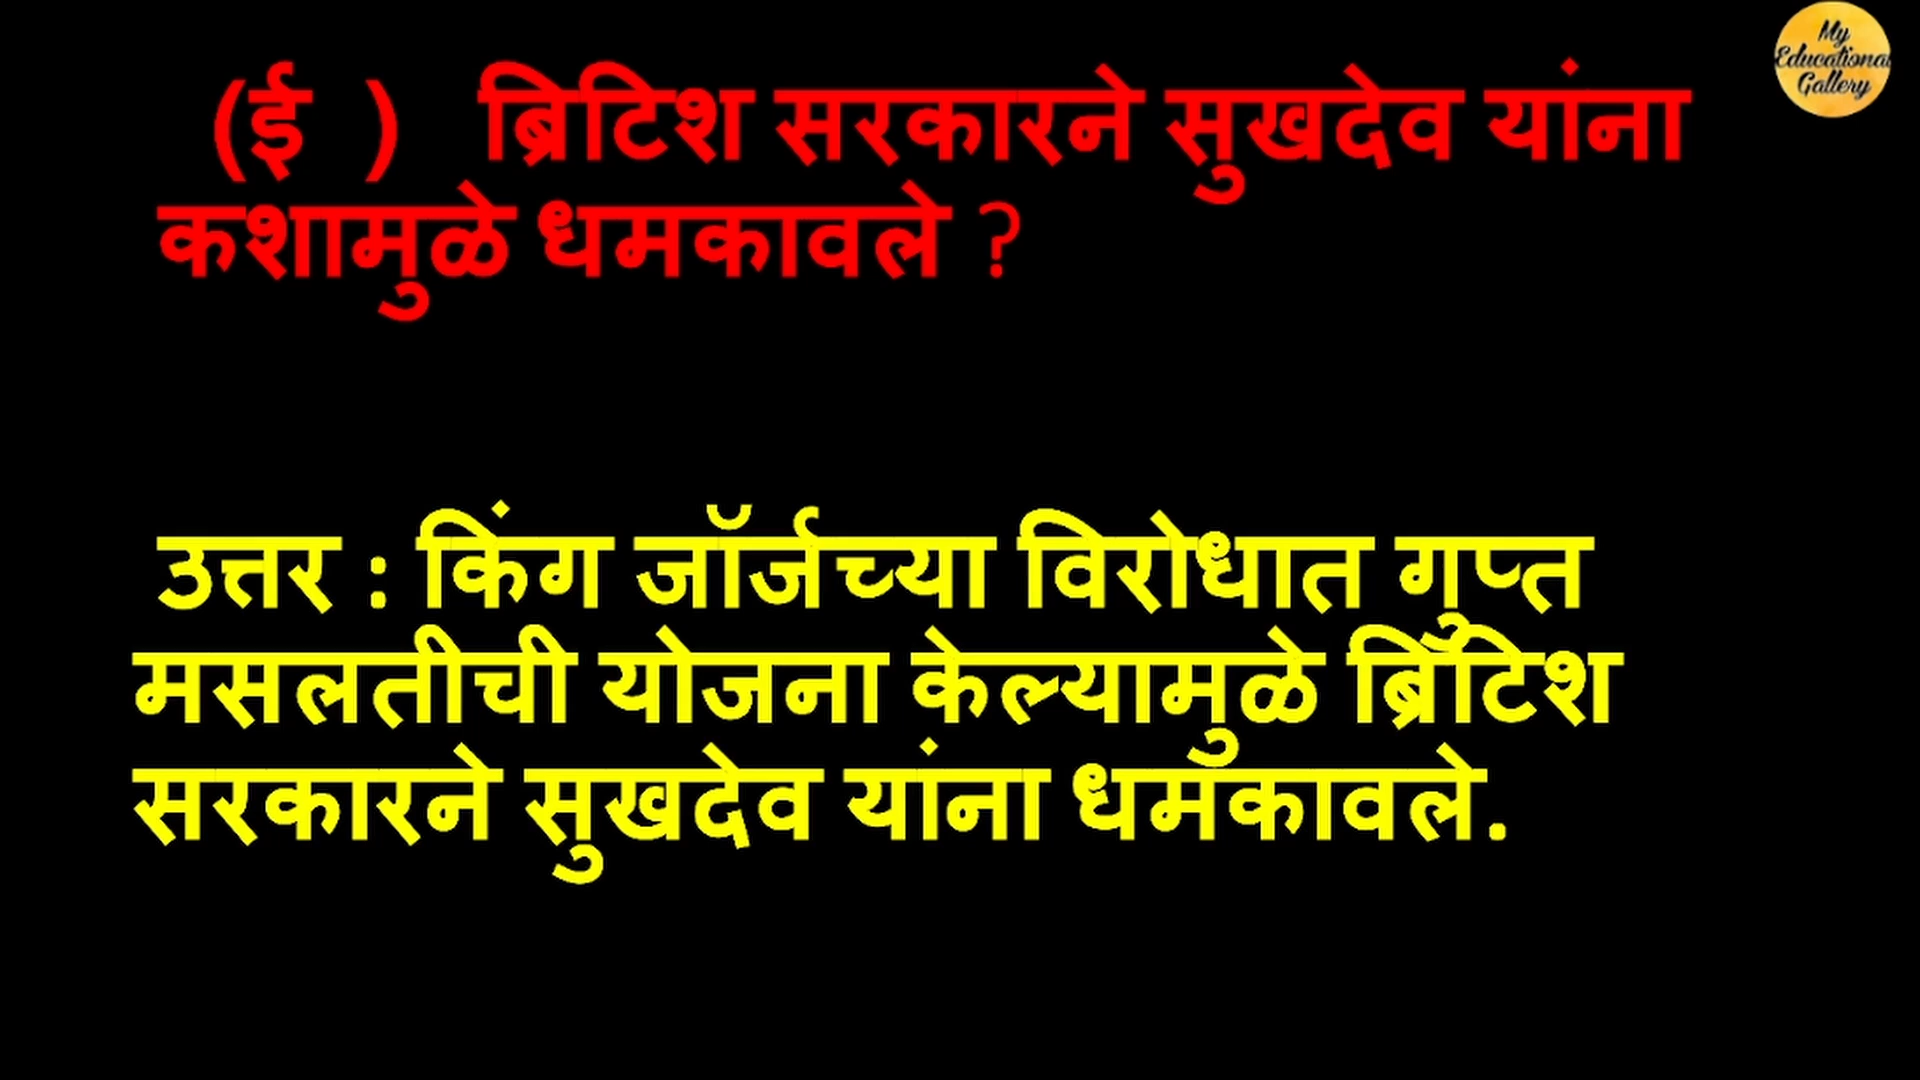 (ई ) ब्रिटिश सरकारने सुखदेव यांना
कशामुळे धमकावले ?
उत्तर : किंग जॉर्जच्या विरोधात गुप्त
मसलतीची योजना केल्यामुळे ब्रिटिश
सरकारने सुखदेव यांना धमकावले.
My
Educational
Gallery